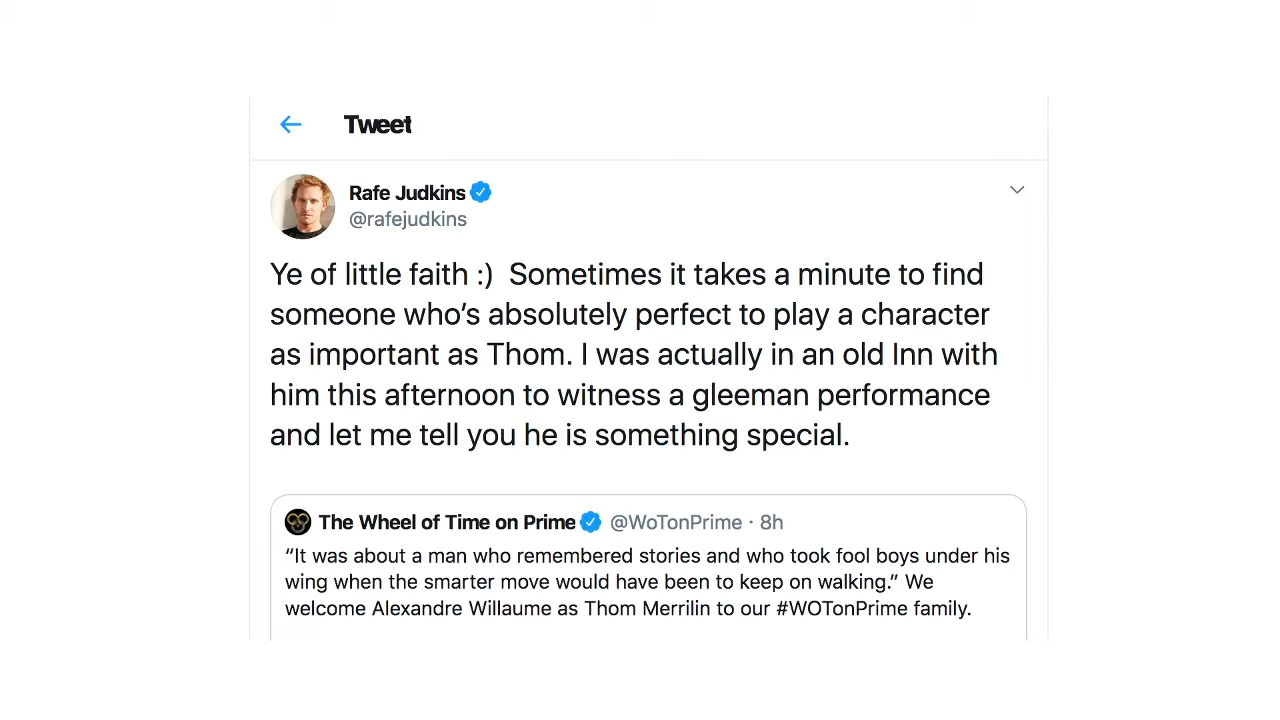 Tweet
Rafe Judkins
@rafejudkins
Ye of little faith :)  Sometimes it takes a minute to find
someone who’s absolutely perfect to play a character
as important as Thom. I was actually in an old Inn with
him this afternoon to witness a gleeman performance
and let me tell you he is something special.
The Wheel of Time on Prime @WoTonPrime · 8h
“It was about a man who remembered stories and who took fool boys under his
wing when the smarter move would have been to keep on walking.” We
welcome Alexandre Willaume as Thom Merrilin to our #WOTonPrime family.